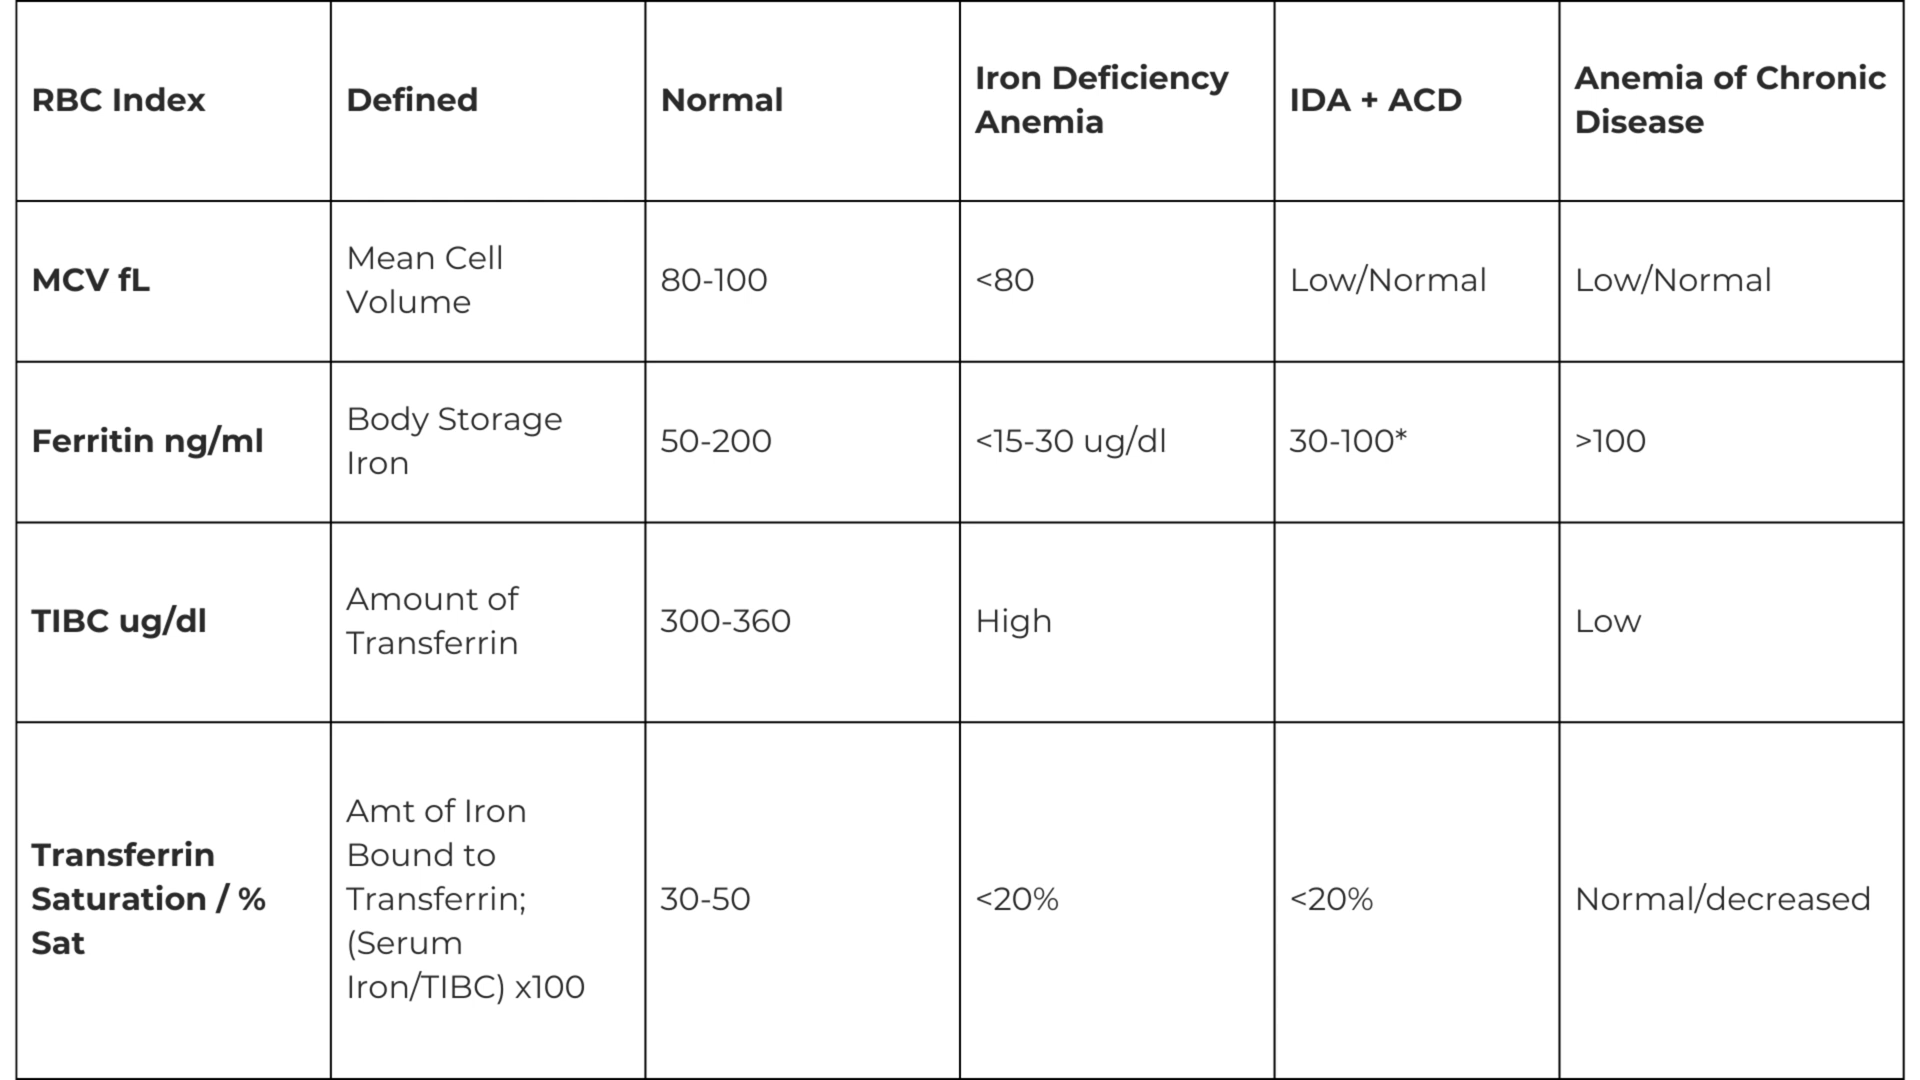 RBC Index
Defined
Normal
Iron Deficiency
Anemia
IDA + ACD
Anemia of Chronic
Disease
MCV fL
Mean Cell
Volume
80-100
<80
Low/Normal
Low/Normal
Ferritin ng/ml
Body Storage
Iron
50-200
<15-30 ug/dl
30-100*
>100
TIBC ug/dl
Amount of
Transferrin
300-360
High
Low
Transferrin
Saturation / %
Sat
Amt of Iron
Bound to
Transferrin;
(Serum
Iron/TIBC) x100
30-50
<20%
<20%
Normal/decreased